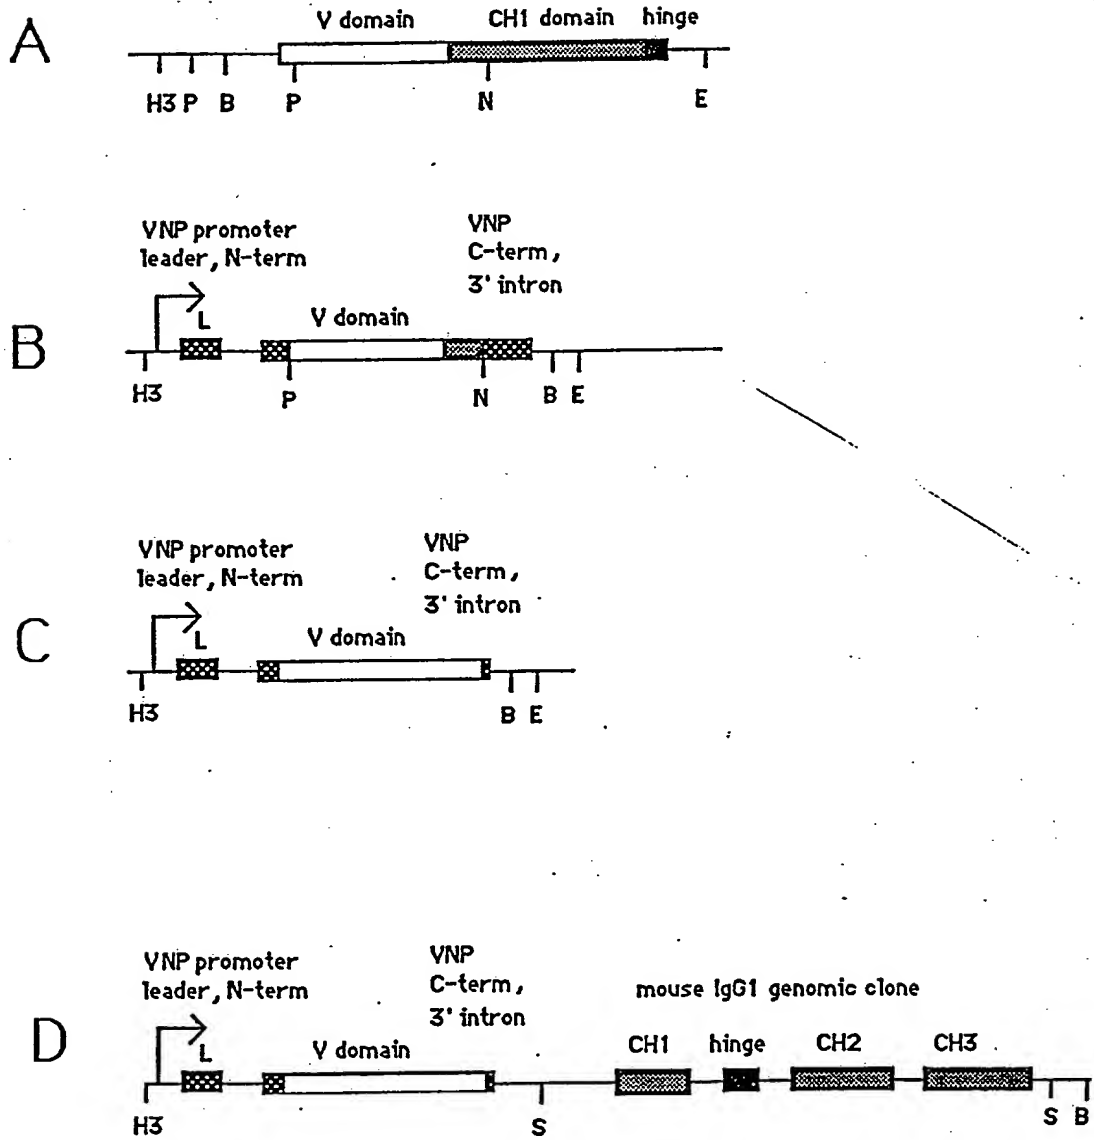 A
V domain CH1 domain hinge
H3 P B P N E
B
VNP promoter
leader, N-term
VNP
C-term,
3' intron
L
V domain
H3 P N B E
C
VNP promoter
leader, N-term
VNP
C-term,
3' intron
L
V domain
H3 B E
D
VNP promoter
leader, N-term
VNP
C-term,
3' intron
mouse IgG1 genomic clone
L
V domain
CH1 hinge CH2 CH3
H3 S S B